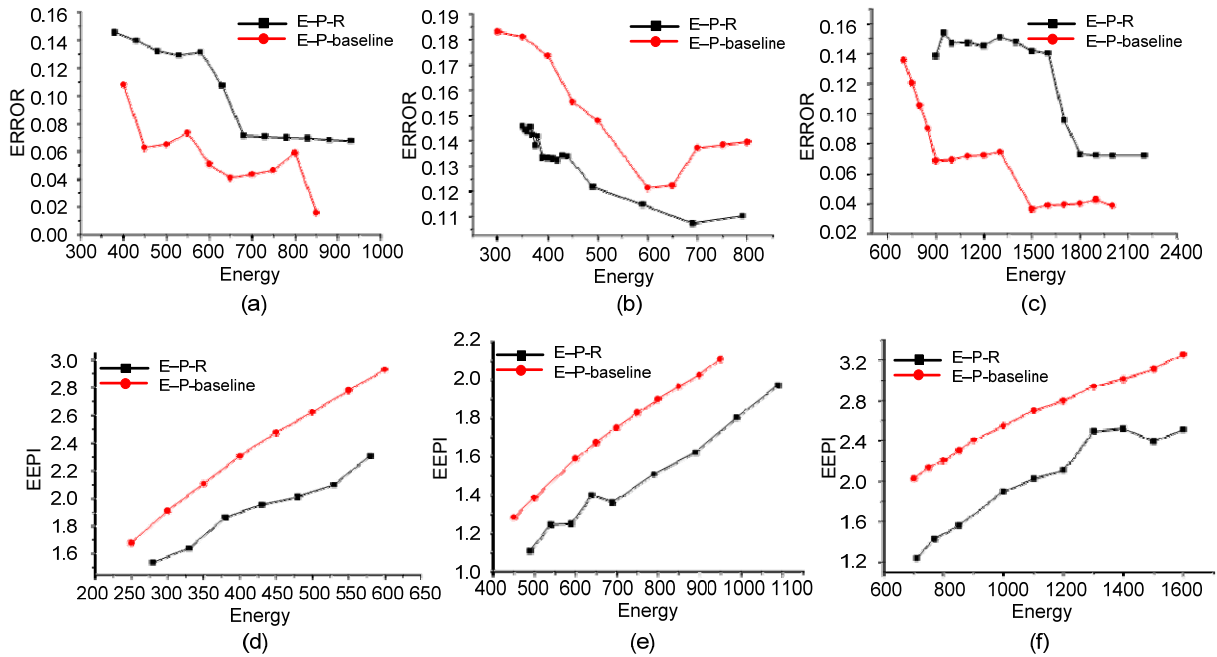 E–P-R
E–P-baseline
ERROR
0.16
0.14
0.12
0.10
0.08
0.06
0.04
0.02
0.00
300 400 500 600 700 800 900 1000
Energy
(a)
E–P-R
E–P-baseline
ERROR
0.19
0.18
0.17
0.16
0.15
0.14
0.13
0.12
0.11
300 400 500 600 700 800
Energy
(b)
E–P-R
E–P-baseline
ERROR
0.16
0.14
0.12
0.10
0.08
0.06
0.04
0.02
600 900 1200 1500 1800 2100 2400
Energy
(c)
E–P-R
E–P-baseline
EEPI
3.0
2.8
2.6
2.4
2.2
2.0
1.8
1.6
200 250 300 350 400 450 500 550 600 650
Energy
(d)
E–P-R
E–P-baseline
EEPI
2.2
2.0
1.8
1.6
1.4
1.2
1.0
400 500 600 700 800 900 1000 1100
Energy
(e)
E–P-R
E–P-baseline
EEPI
3.2
2.8
2.4
2.0
1.6
1.2
600 800 1000 1200 1400 1600
Energy
(f)